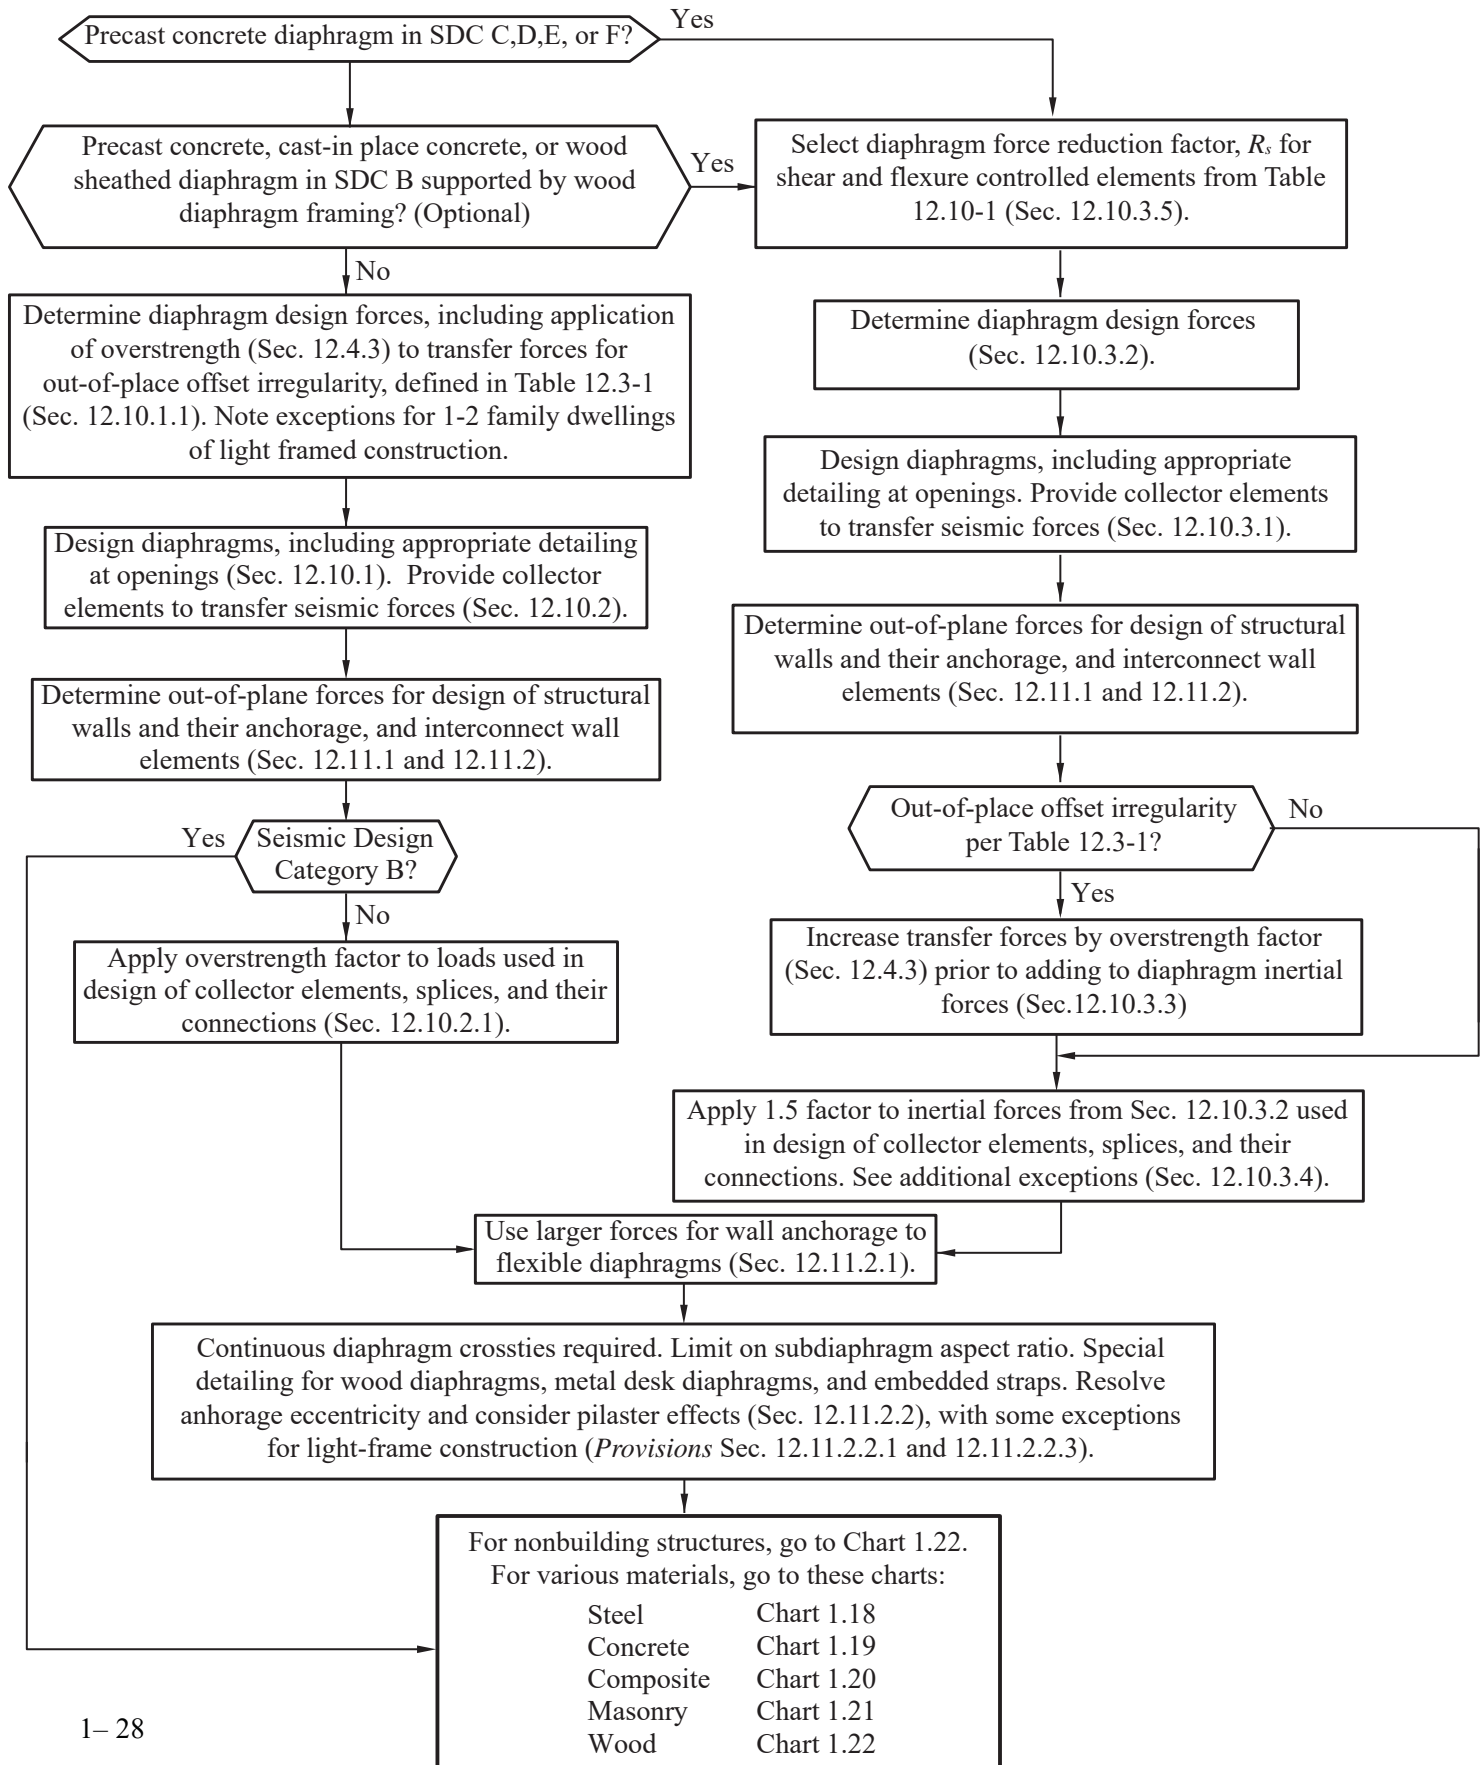 Precast concrete diaphragm in SDC C,D,E, or F?
Yes
Precast concrete, cast-in place concrete, or wood
sheathed diaphragm in SDC B supported by wood
diaphragm framing? (Optional)
Yes
Select diaphragm force reduction factor, Rs for
shear and flexure controlled elements from Table
12.10-1 (Sec. 12.10.3.5).
No
Determine diaphragm design forces, including application
of overstrength (Sec. 12.4.3) to transfer forces for
out-of-place offset irregularity, defined in Table 12.3-1
(Sec. 12.10.1.1). Note exceptions for 1-2 family dwellings
of light framed construction.
Determine diaphragm design forces
(Sec. 12.10.3.2).
Design diaphragms, including appropriate
detailing at openings. Provide collector elements
to transfer seismic forces (Sec. 12.10.3.1).
Design diaphragms, including appropriate detailing
at openings (Sec. 12.10.1). Provide collector
elements to transfer seismic forces (Sec. 12.10.2).
Determine out-of-plane forces for design of structural
walls and their anchorage, and interconnect wall
elements (Sec. 12.11.1 and 12.11.2).
Determine out-of-plane forces for design of structural
walls and their anchorage, and interconnect wall
elements (Sec. 12.11.1 and 12.11.2).
Out-of-place offset irregularity
per Table 12.3-1?
No
Yes
Yes
Seismic Design
Category B?
No
Increase transfer forces by overstrength factor
(Sec. 12.4.3) prior to adding to diaphragm inertial
forces (Sec.12.10.3.3)
Apply overstrength factor to loads used in
design of collector elements, splices, and their
connections (Sec. 12.10.2.1).
Apply 1.5 factor to inertial forces from Sec. 12.10.3.2 used
in design of collector elements, splices, and their
connections. See additional exceptions (Sec. 12.10.3.4).
Use larger forces for wall anchorage to
flexible diaphragms (Sec. 12.11.2.1).
Continuous diaphragm crossties required. Limit on subdiaphragm aspect ratio. Special
detailing for wood diaphragms, metal desk diaphragms, and embedded straps. Resolve
anhorage eccentricity and consider pilaster effects (Sec. 12.11.2.2), with some exceptions
for light-frame construction (Provisions Sec. 12.11.2.2.1 and 12.11.2.2.3).
For nonbuilding structures, go to Chart 1.22.
For various materials, go to these charts:
Steel Chart 1.18
Concrete Chart 1.19
Composite Chart 1.20
Masonry Chart 1.21
Wood Chart 1.22
1– 28